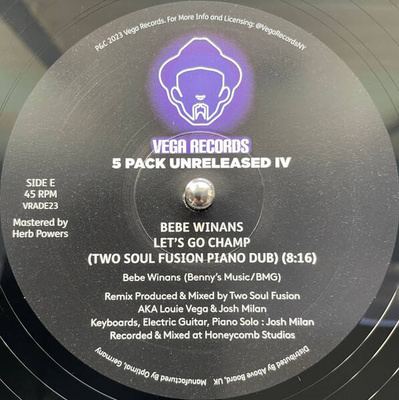 P&C 2023 Vega Records. For More Info and Licensing: @VegaRecordsNY
VEGA RECORDS
5 PACK UNRELEASED IV
SIDE E
45 RPM
VRADE23
Mastered by
Herb Powers
BEBE WINANS
LET'S GO CHAMP
(TWO SOUL FUSION PIANO DUB) (8:16)
Bebe Winans (Benny's Music/BMG)
Remix Produced & Mixed by Two Soul Fusion
AKA Louie Vega & Josh Milan
Keyboards, Electric Guitar, Piano Solo : Josh Milan
Recorded & Mixed at Honeycomb Studios
Manufactured By Optimal, Germany
Distributed By Above Board, UK